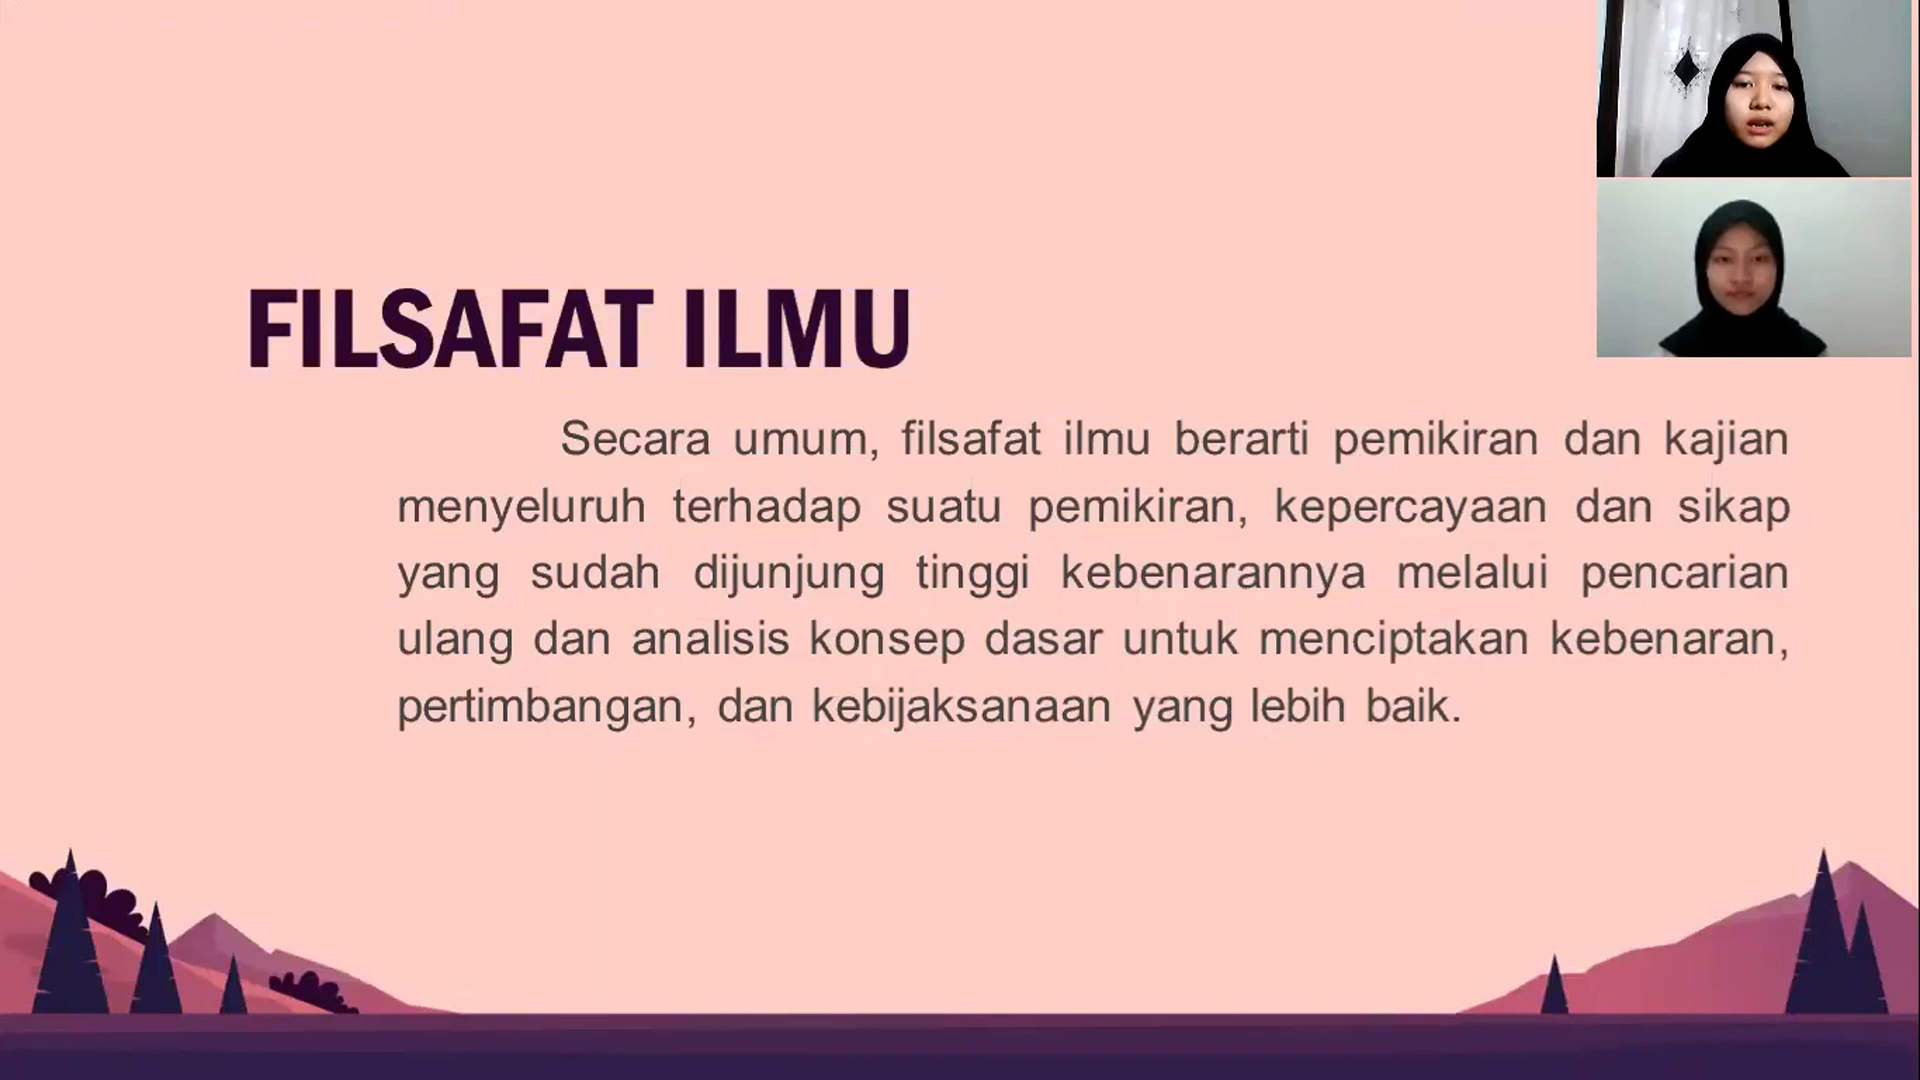 FILSAFAT ILMU
Secara umum, filsafat ilmu berarti pemikiran dan kajian
menyeluruh terhadap suatu pemikiran, kepercayaan dan sikap
yang sudah dijunjung tinggi kebenarannya melalui pencarian
ulang dan analisis konsep dasar untuk menciptakan kebenaran,
pertimbangan, dan kebijaksanaan yang lebih baik.